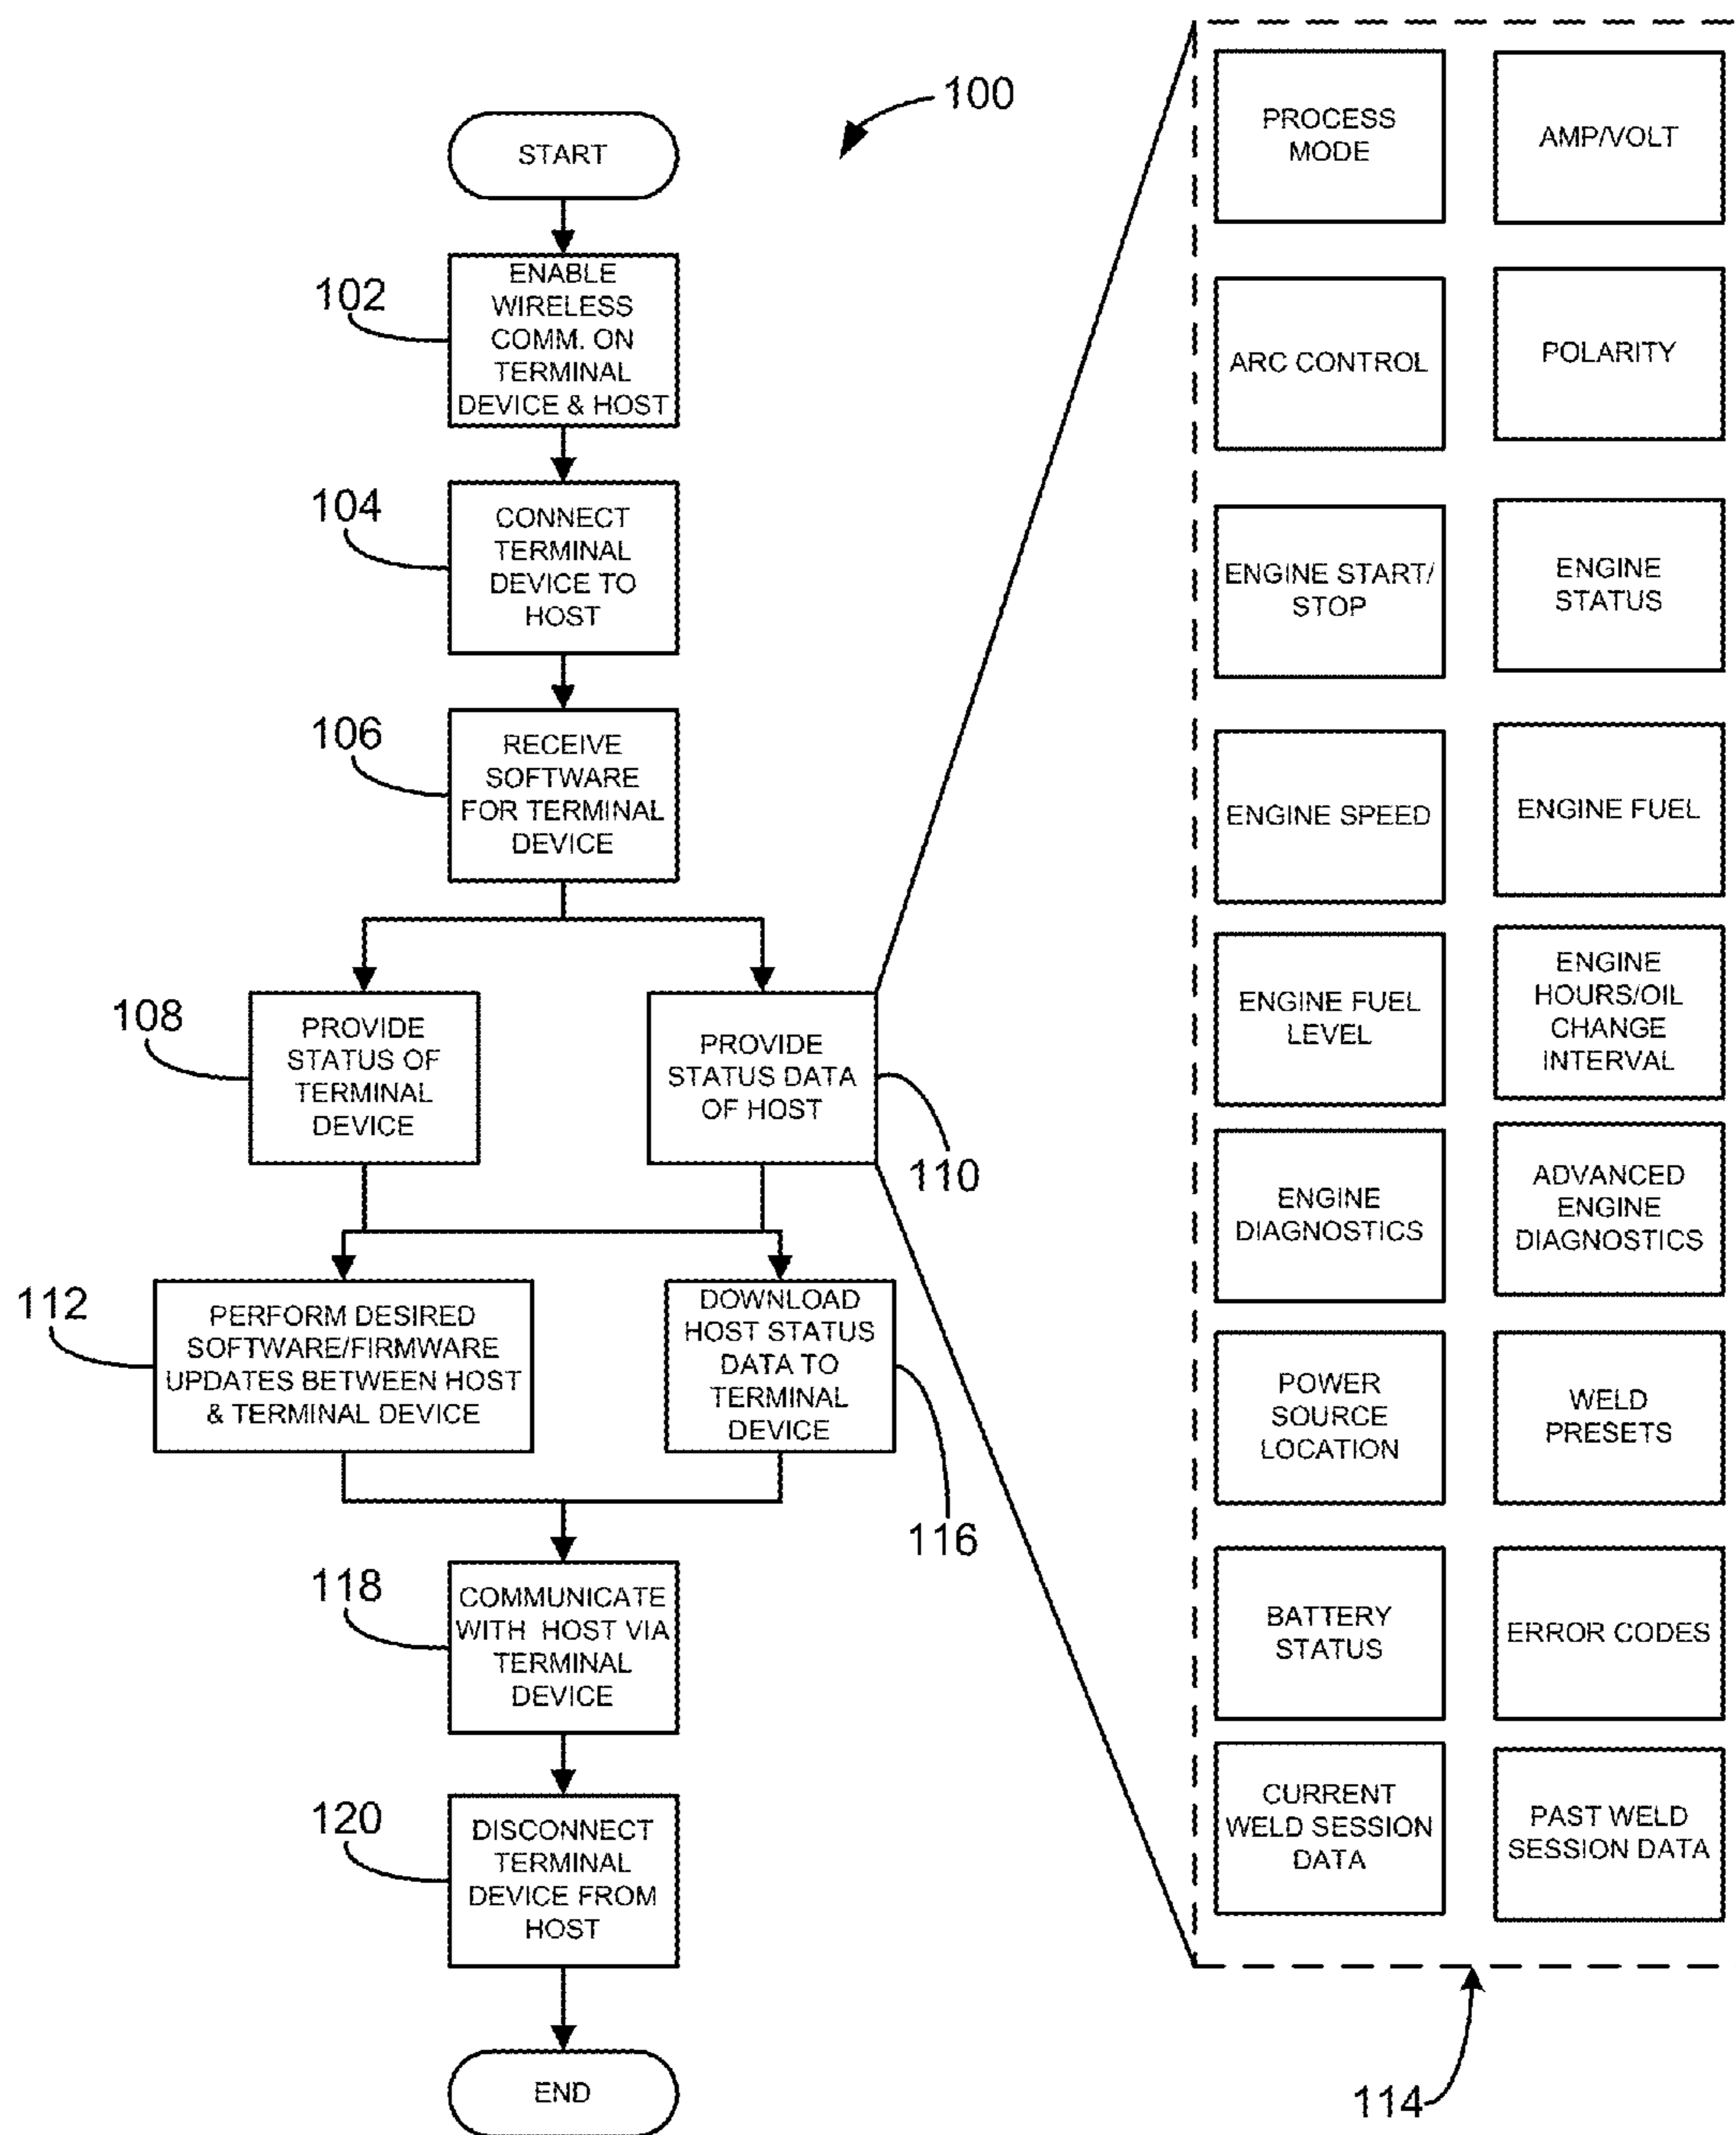 100
START
102
ENABLE
WIRELESS
COMM. ON
TERMINAL
DEVICE & HOST
104
CONNECT
TERMINAL
DEVICE TO
HOST
106
RECEIVE
SOFTWARE
FOR TERMINAL
DEVICE
108
PROVIDE
STATUS OF
TERMINAL
DEVICE
PROVIDE
STATUS DATA
OF HOST
110
112
PERFORM DESIRED
SOFTWARE/FIRMWARE
UPDATES BETWEEN HOST
& TERMINAL DEVICE
DOWNLOAD
HOST STATUS
DATA TO
TERMINAL
DEVICE
116
118
COMMUNICATE
WITH HOST VIA
TERMINAL
DEVICE
120
DISCONNECT
TERMINAL
DEVICE FROM
HOST
END
PROCESS
MODE
AMP/VOLT
ARC CONTROL
POLARITY
ENGINE START/
STOP
ENGINE
STATUS
ENGINE SPEED
ENGINE FUEL
ENGINE FUEL
LEVEL
ENGINE
HOURS/OIL
CHANGE
INTERVAL
ENGINE
DIAGNOSTICS
ADVANCED
ENGINE
DIAGNOSTICS
POWER
SOURCE
LOCATION
WELD
PRESETS
BATTERY
STATUS
ERROR CODES
CURRENT
WELD SESSION
DATA
PAST WELD
SESSION DATA
114